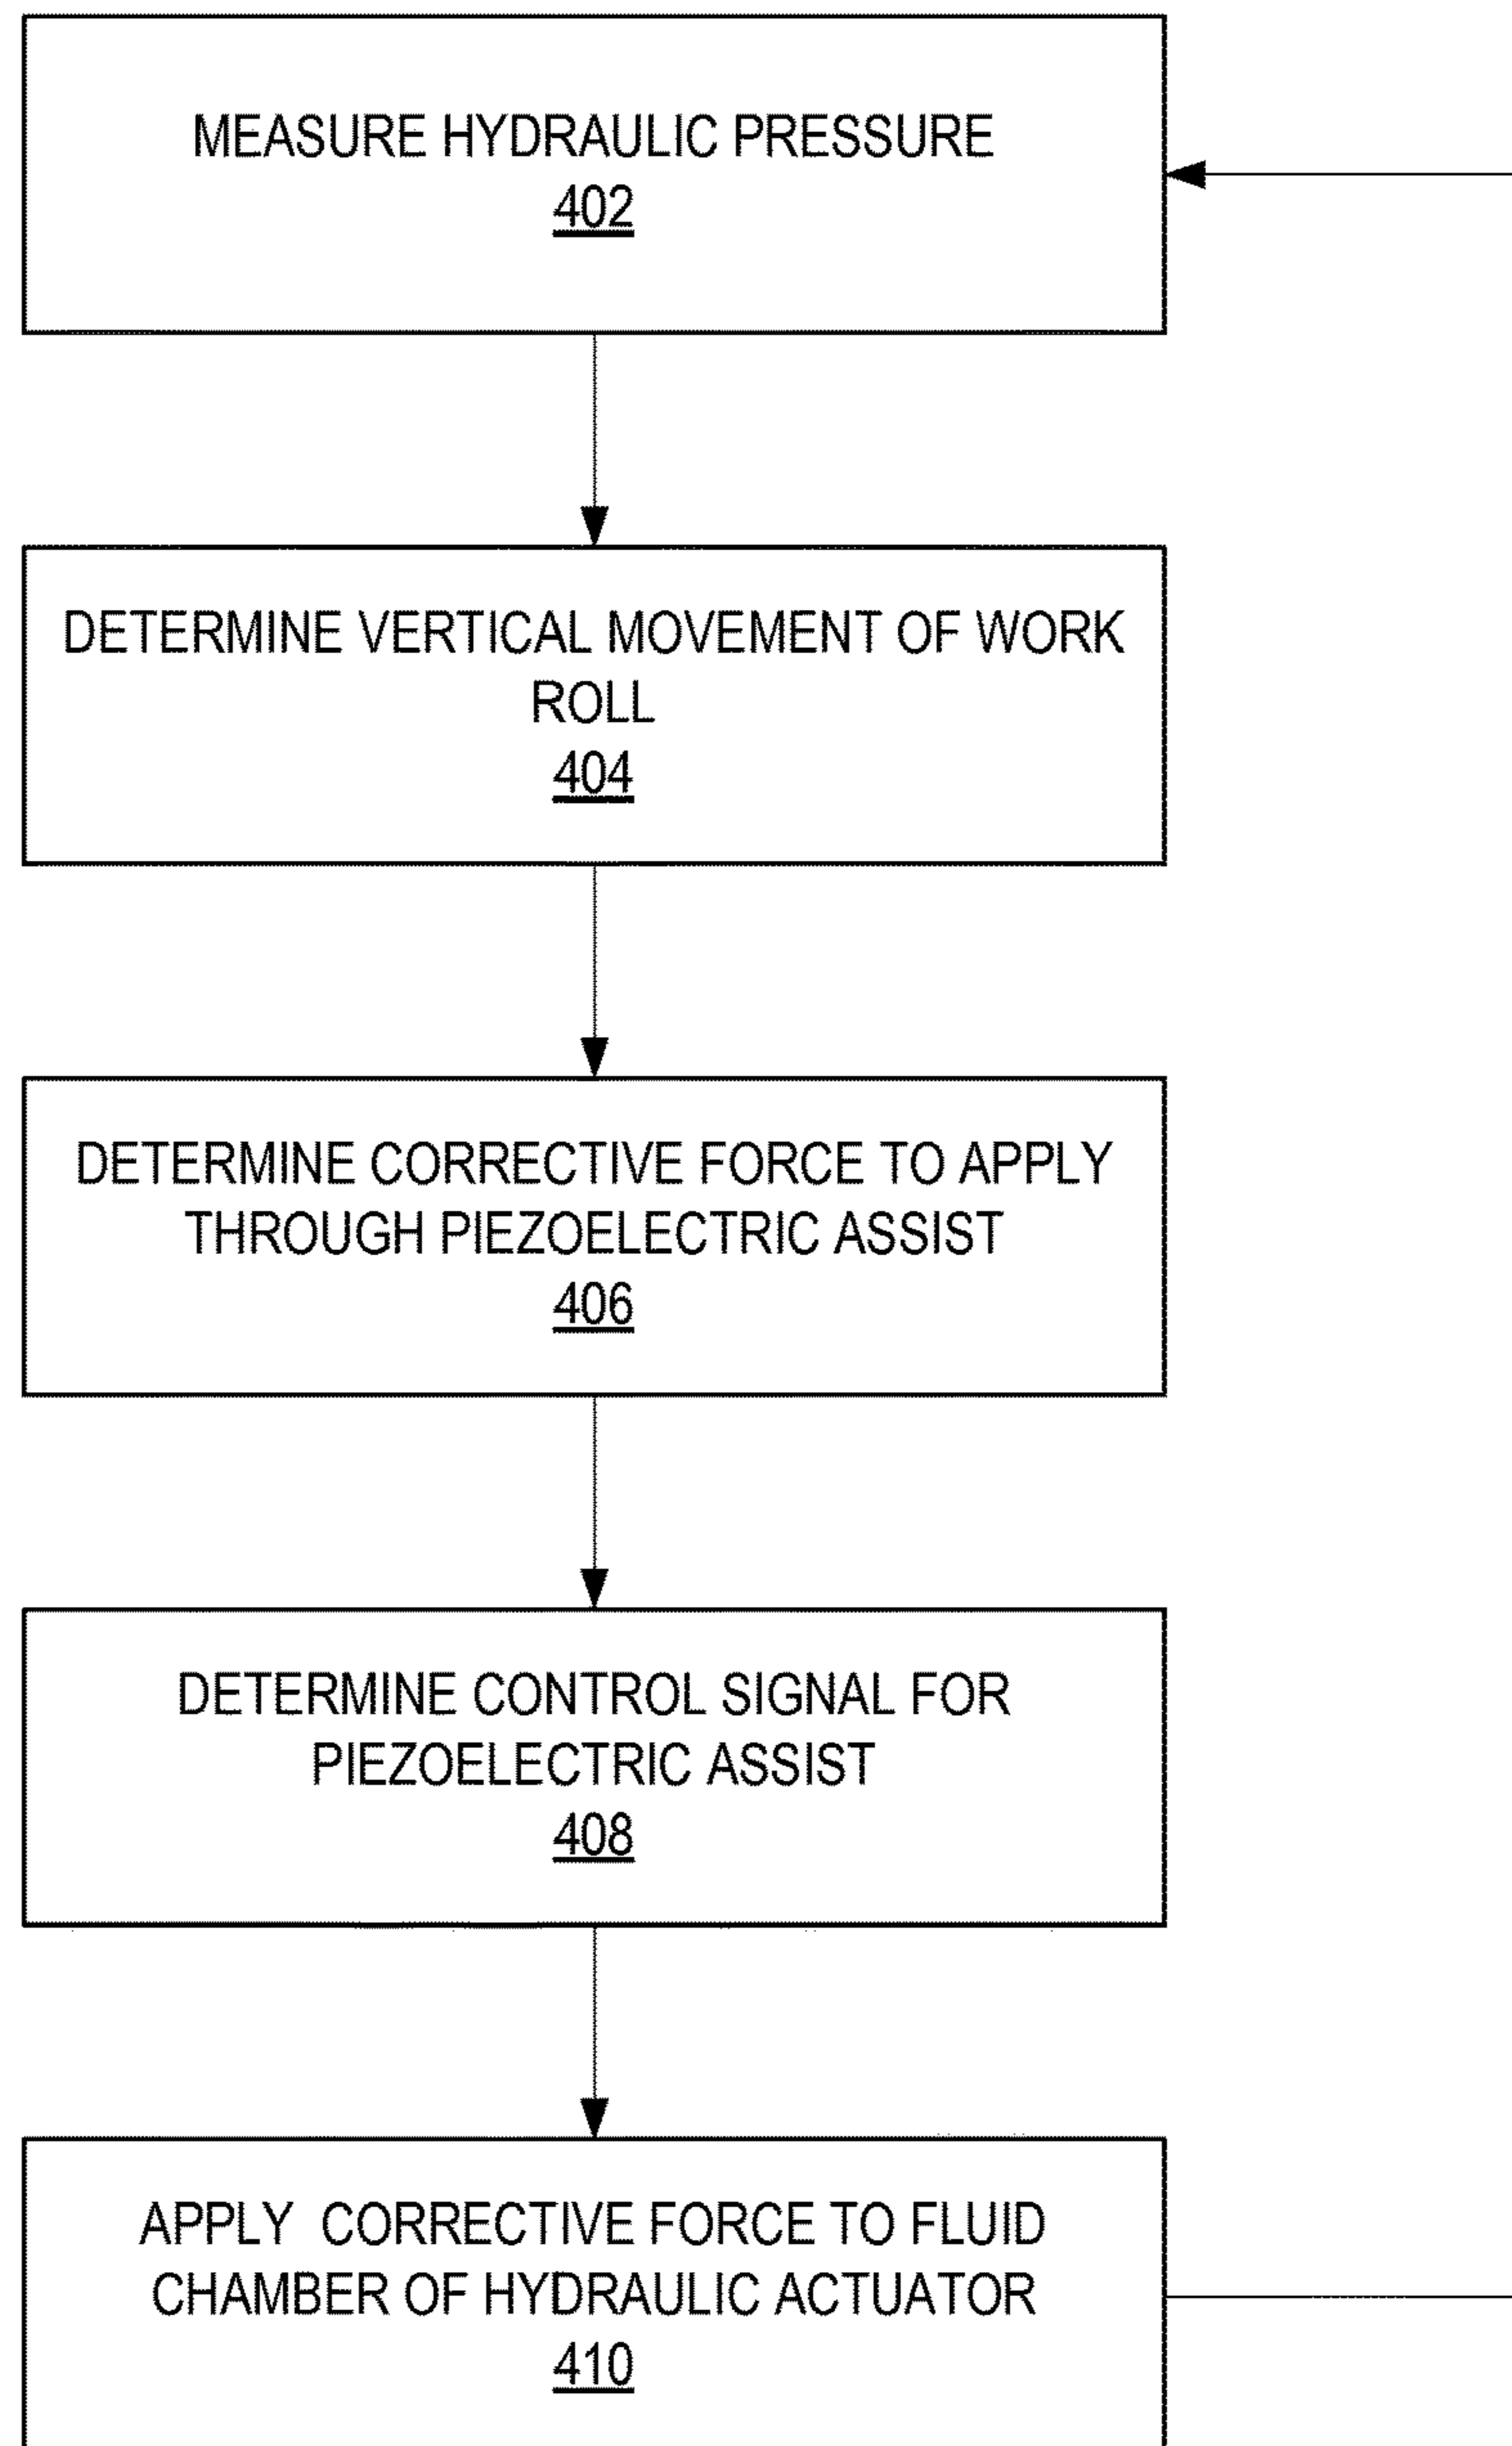 MEASURE HYDRAULIC PRESSURE
402
DETERMINE VERTICAL MOVEMENT OF WORK
ROLL
404
DETERMINE CORRECTIVE FORCE TO APPLY
THROUGH PIEZOELECTRIC ASSIST
406
DETERMINE CONTROL SIGNAL FOR
PIEZOELECTRIC ASSIST
408
APPLY CORRECTIVE FORCE TO FLUID
CHAMBER OF HYDRAULIC ACTUATOR
410